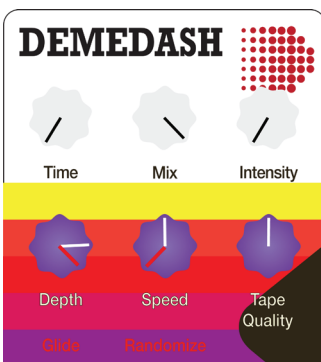 DEMEDASH
Time Mix Intensity
Depth Speed Tape
Quality
Glide Randomize